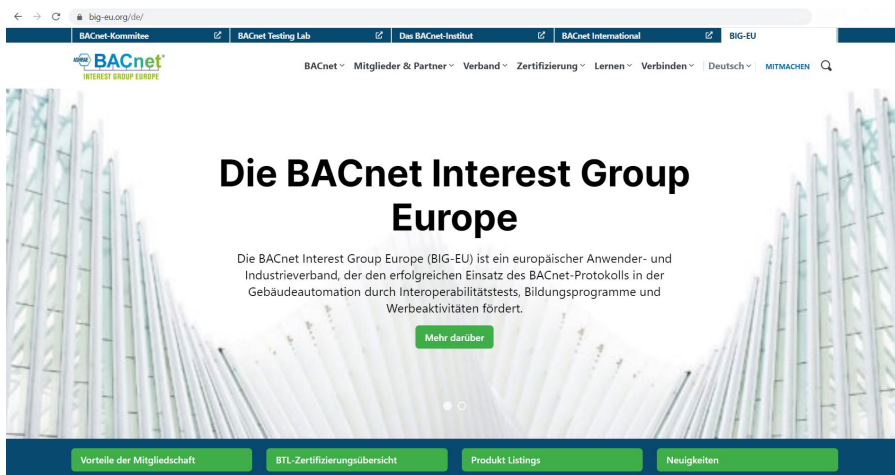 big-eu.org/de/
BACnet-Kommitee
BACnet Testing Lab
Das BACnet-Institut
BACnet International
BIG-EU
ASHRAE BACnet
INTEREST GROUP EUROPE
BACnet Mitglieder & Partner Verband Zertifizierung Lernen Verbinden Deutsch MITMACHEN
Die BACnet Interest Group
Europe
Die BACnet Interest Group Europe (BIG-EU) ist ein europäischer Anwender- und
Industrieverband, der den erfolgreichen Einsatz des BACnet-Protokolls in der
Gebäudeautomation durch Interoperabilitätstests, Bildungsprogramme und
Werbeaktivitäten fördert.
Mehr darüber
Vorteile der Mitgliedschaft
BTL-Zertifizierungsübersicht
Produkt Listings
Neuigkeiten